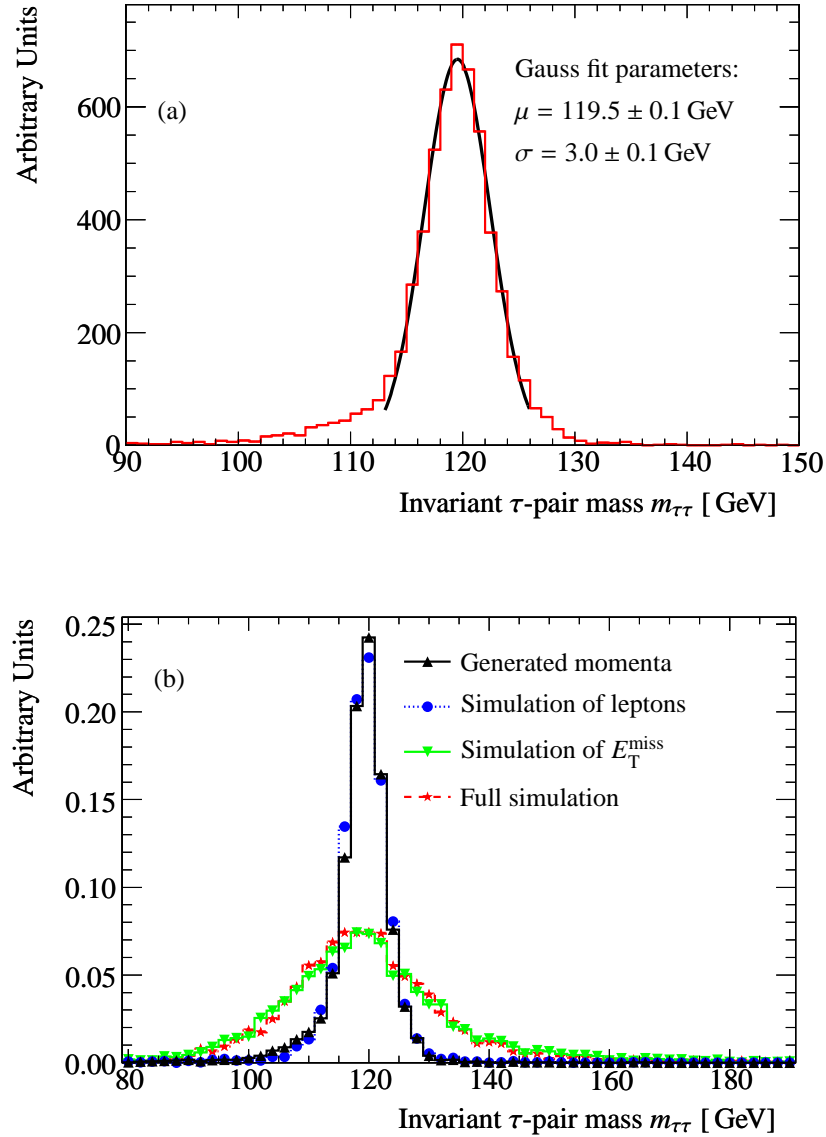 Arbitrary Units
600
400
200
0
(a)
Gauss fit parameters:
μ = 119.5 ± 0.1 GeV
σ = 3.0 ± 0.1 GeV
90 100 110 120 130 140 150
Invariant τ-pair mass mττ [GeV]
Arbitrary Units
0.25
0.20
0.15
0.10
0.05
0.00
(b)
Generated momenta
Simulation of leptons
Simulation of E_T^miss
Full simulation
80 100 120 140 160 180
Invariant τ-pair mass mττ [GeV]